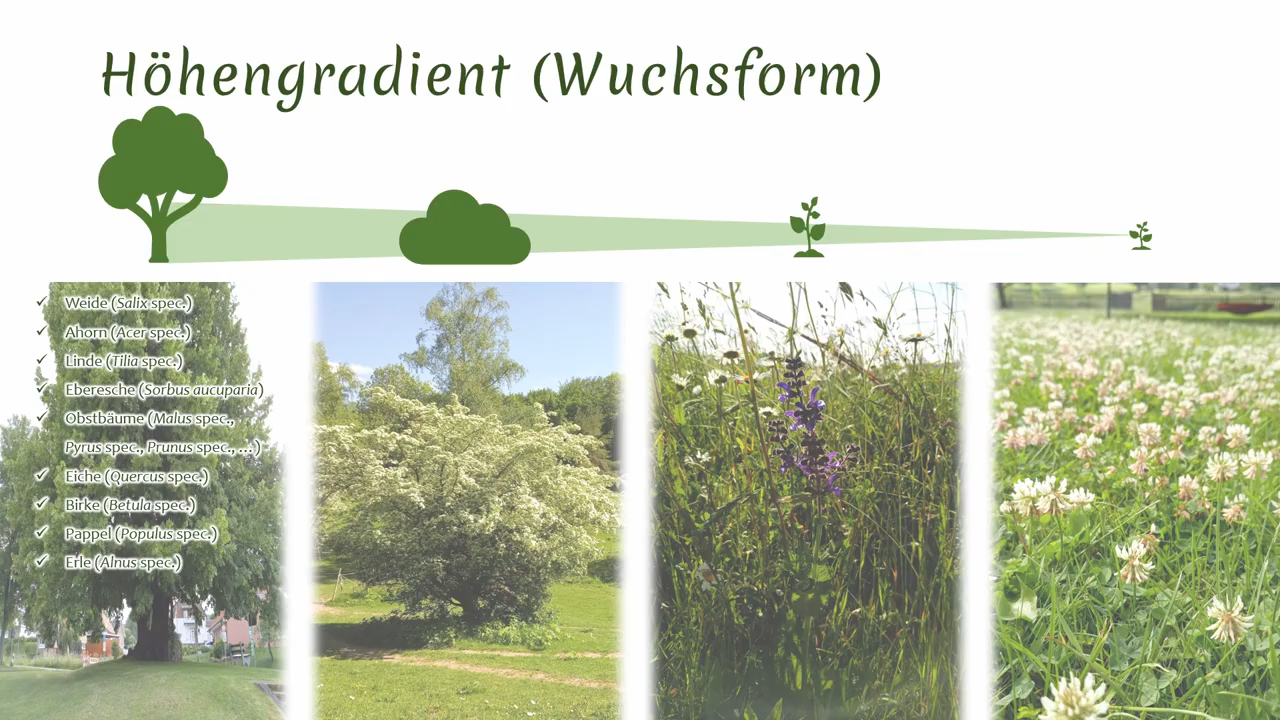 Höhengradient (Wuchsform)
✓ Weide (Salix spec.)
✓ Ahorn (Acer spec.)
✓ Linde (Tilia spec.)
✓ Eberesche (Sorbus aucuparia)
✓ Obstbäume (Malus spec.,
Pyrus spec., Prunus spec., …)
✓ Eiche (Quercus spec.)
✓ Birke (Betula spec.)
✓ Pappel (Populus spec.)
✓ Erle (Alnus spec.)